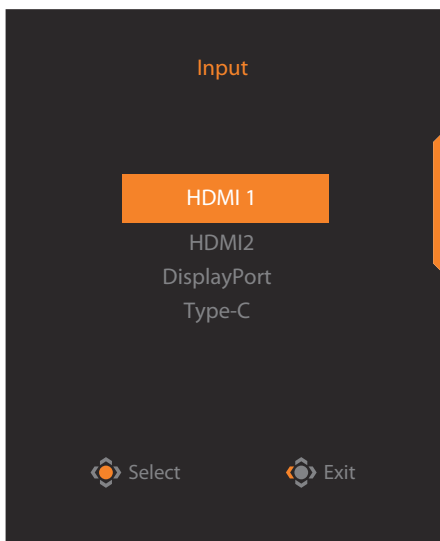 Input
HDMI 1
HDMI2
DisplayPort
Type-C
Select Exit